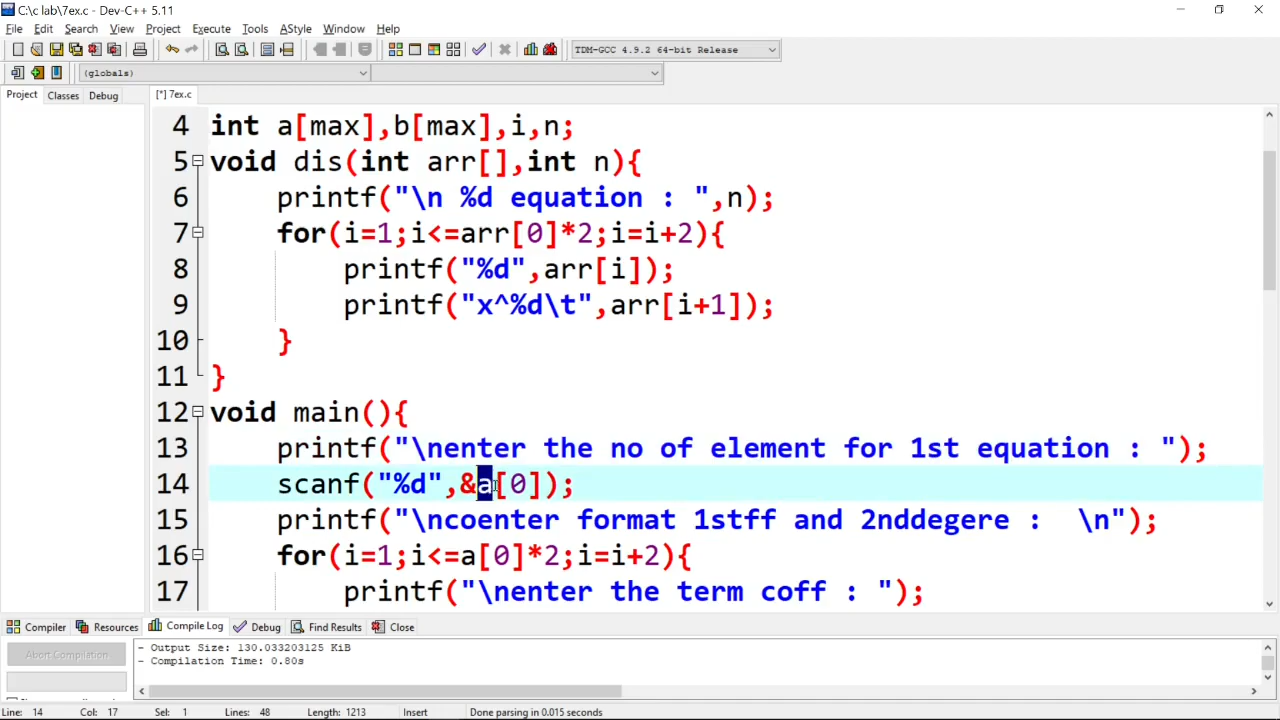 C:\c lab\7ex.c - Dev-C++ 5.11
File Edit Search View Project Execute Tools AStyle Window Help
TDM-GCC 4.9.2 64-bit Release
(globals)
Project Classes Debug [*] 7ex.c
4 int a[max],b[max],i,n;
5 void dis(int arr[],int n){
6 printf("\n %d equation : ",n);
7 for(i=1;i<=arr[0]*2;i=i+2){
8 printf("%d",arr[i]);
9 printf("x^%d\t",arr[i+1]);
10 }
11 }
12 void main(){
13 printf("\nenter the no of element for 1st equation : ");
14 scanf("%d",&a[0]);
15 printf("\ncoenter format 1stff and 2nddegere :  \n");
16 for(i=1;i<=a[0]*2;i=i+2){
17 printf("\nenter the term coff : ");
Compiler Resources Compile Log Debug Find Results Close
Abort Compilation
- Output Size: 130.033203125 KiB
- Compilation Time: 0.80s
Line: 14 Col: 17 Sel: 1 Lines: 48 Length: 1213 Insert Done parsing in 0.015 seconds